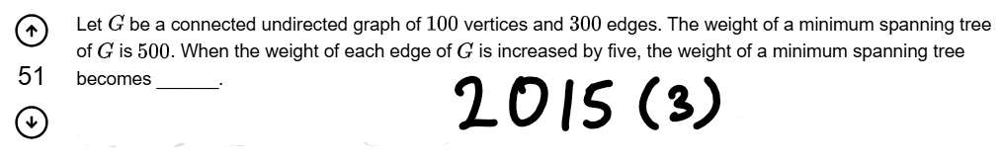 Let G be a connected undirected graph of 100 vertices and 300 edges. The weight of a minimum spanning tree
of G is 500. When the weight of each edge of G is increased by five, the weight of a minimum spanning tree
51 becomes ______.
2015 (3)